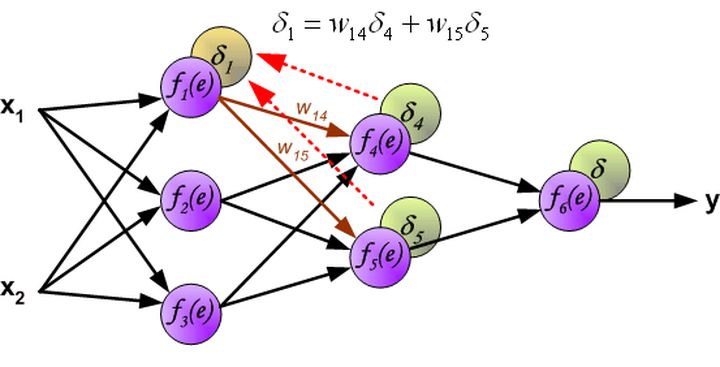 δ₁ = w₁₄δ₄ + w₁₅δ₅
δ₁
f₁(e)
x₁
w₁₄
δ₄
f₄(e)
w₁₅
δ
f₂(e)
f₆(e)
y
δ₅
f₅(e)
x₂
f₃(e)